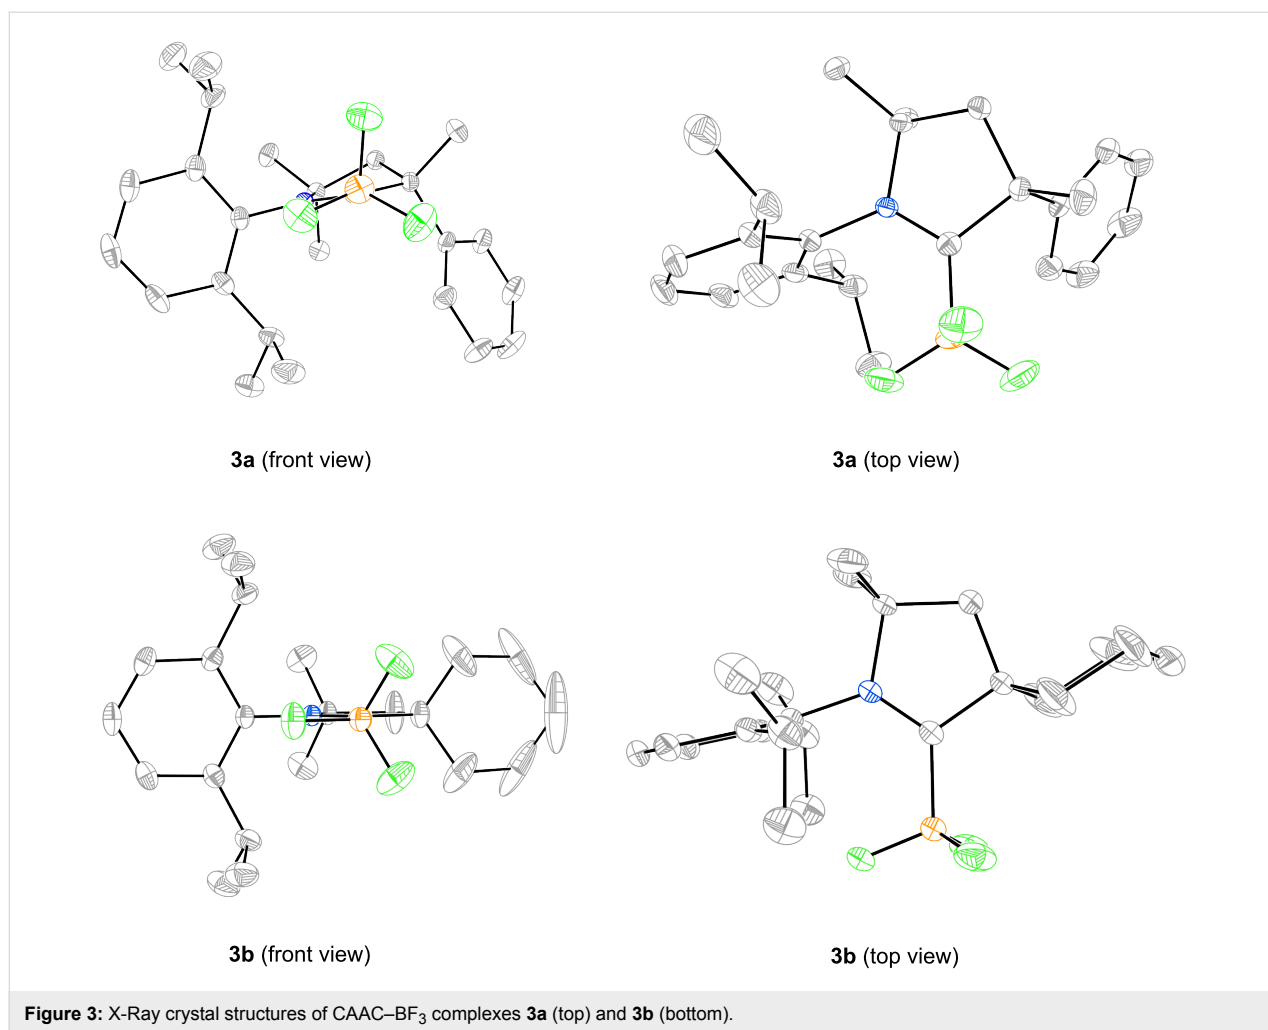 3a (front view) 3a (top view)
3b (front view) 3b (top view)
Figure 3: X-Ray crystal structures of CAAC–BF3 complexes 3a (top) and 3b (bottom).